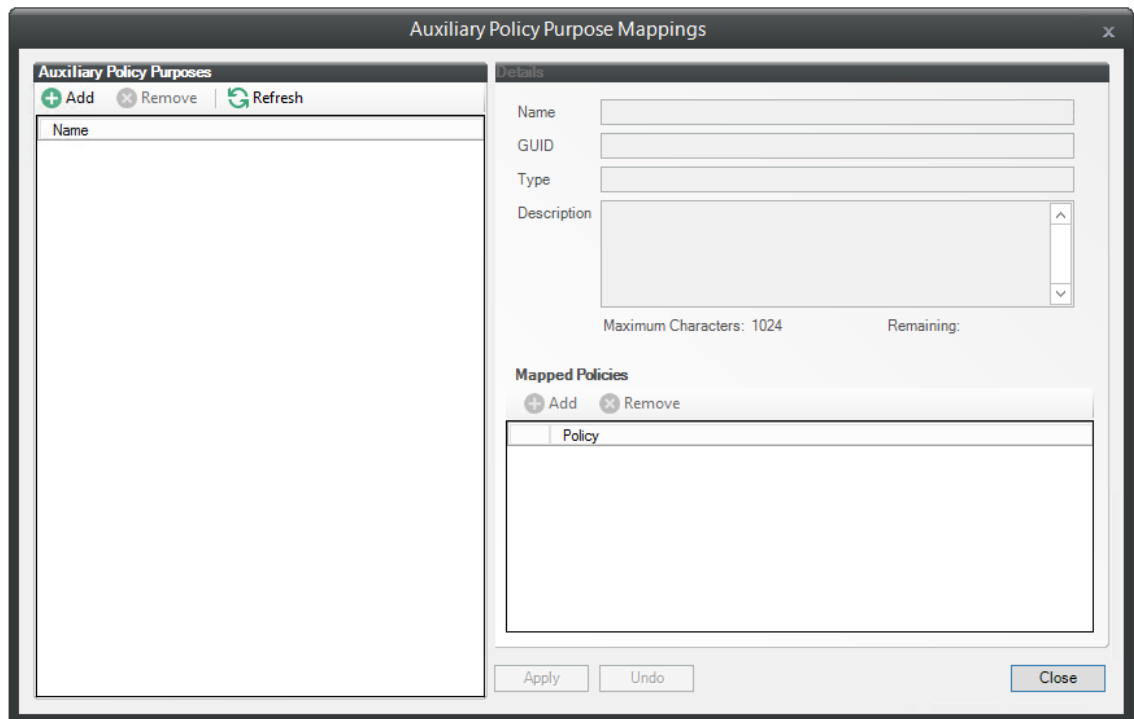 Auxiliary Policy Purpose Mappings
x
Auxiliary Policy Purposes
Add Remove Refresh
Name
Details
Name
GUID
Type
Description
Maximum Characters: 1024 Remaining:
Mapped Policies
Add Remove
Policy
Apply Undo Close